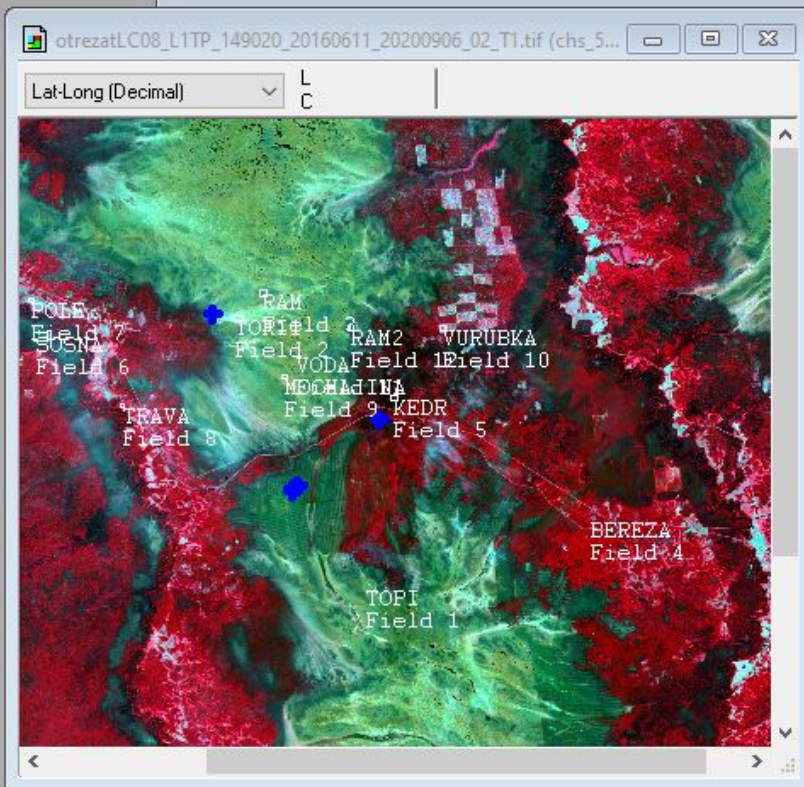 otrezatLC08_L1TP_149020_20160611_20200906_02_T1.tif (chs_5...
Lat-Long (Decimal)
L
C
RAM
POLE
Field 7
SOSNA
Field 6
Field 2
RAM2
Field 12
VURUBKA
Field 10
VODA
Field 9
KEDR
Field 5
TRAVA
Field 8
BEREZA
Field 4
TOPI
Field 1